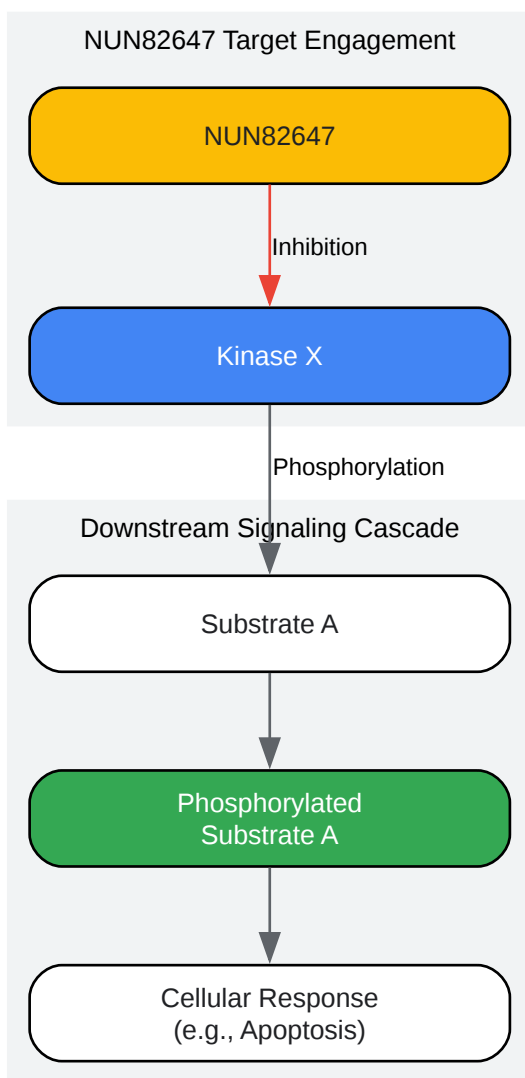 NUN82647 Target Engagement
NUN82647
Inhibition
Kinase X
Phosphorylation
Downstream Signaling Cascade
Substrate A
Phosphorylated
Substrate A
Cellular Response
(e.g., Apoptosis)